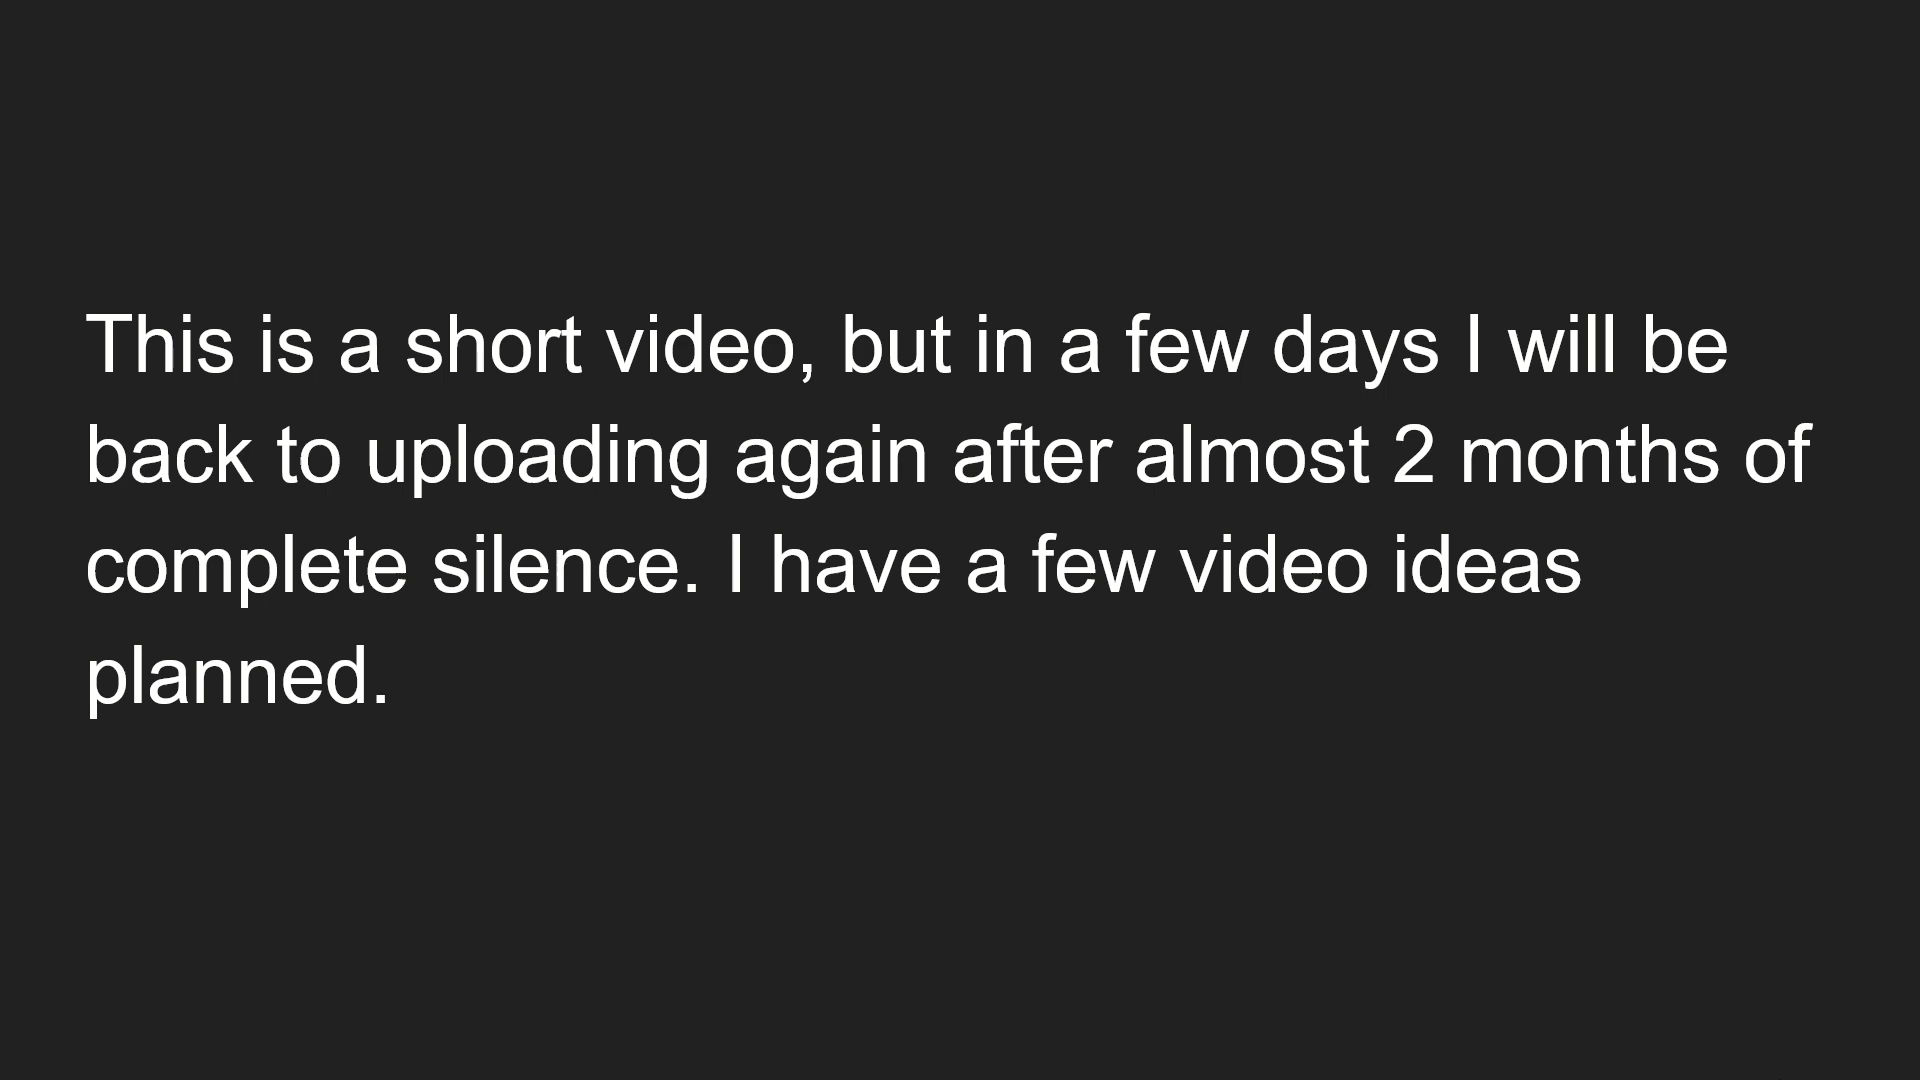 This is a short video, but in a few days I will be
back to uploading again after almost 2 months of
complete silence. I have a few video ideas
planned.